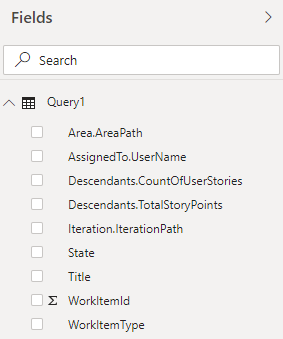 Fields
Search
Query1
Area.AreaPath
AssignedTo.UserName
Descendants.CountOfUserStories
Descendants.TotalStoryPoints
Iteration.IterationPath
State
Title
Σ WorkItemId
WorkItemType